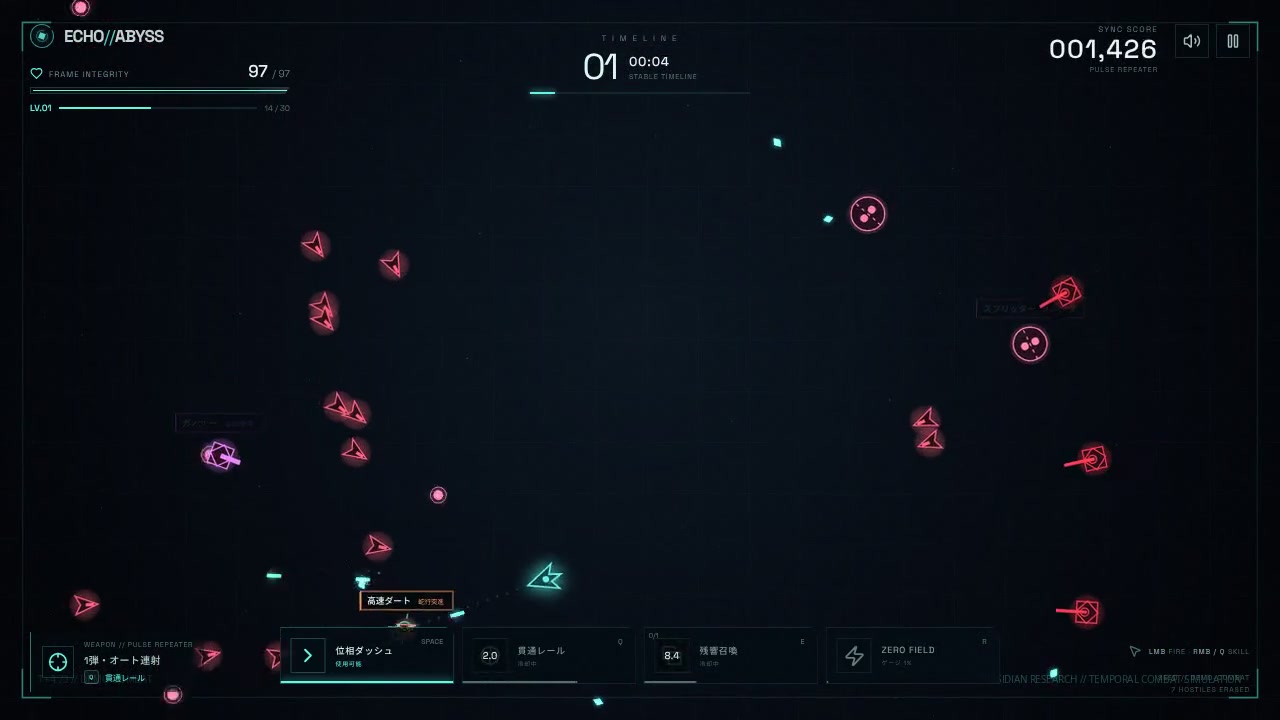 ECHO//ABYSS
FRAME INTEGRITY
97 / 97
LV.01
14 / 30
TIMELINE
01
00:04
STABLE TIMELINE
SYNC SCORE
001,426
PULSE REPEATER
高速ダート 蛇行突進
WEAPON // PULSE REPEATER
1弾・オート連射
Q 貫通レール
位相ダッシュ
使用可能
SPACE
2.0
貫通レール
Q
0/1
8.4
残響召喚
E
ZERO FIELD
R
LMB FIRE · RMB / Q SKILL
7 HOSTILES ERASED